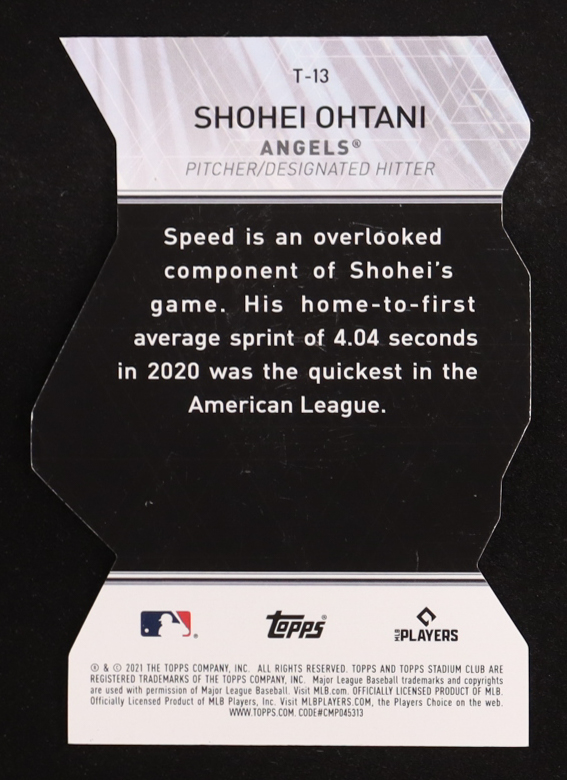 T-13
SHOHEI OHTANI
ANGELS®
PITCHER/DESIGNATED HITTER
Speed is an overlooked
component of Shohei's
game. His home-to-first
average sprint of 4.04 seconds
in 2020 was the quickest in the
American League.
Topps®
MLB PLAYERS
® & © 2021 THE TOPPS COMPANY, INC. ALL RIGHTS RESERVED. TOPPS AND TOPPS STADIUM CLUB ARE
REGISTERED TRADEMARKS OF THE TOPPS COMPANY, INC. Major League Baseball trademarks and copyrights
are used with permission of Major League Baseball. Visit MLB.com. OFFICIALLY LICENSED PRODUCT OF MLB.
Officially Licensed Product of MLB Players, Inc. Visit MLBPLAYERS.COM, the Players Choice on the web.
WWW.TOPPS.COM. CODE#CMP045313